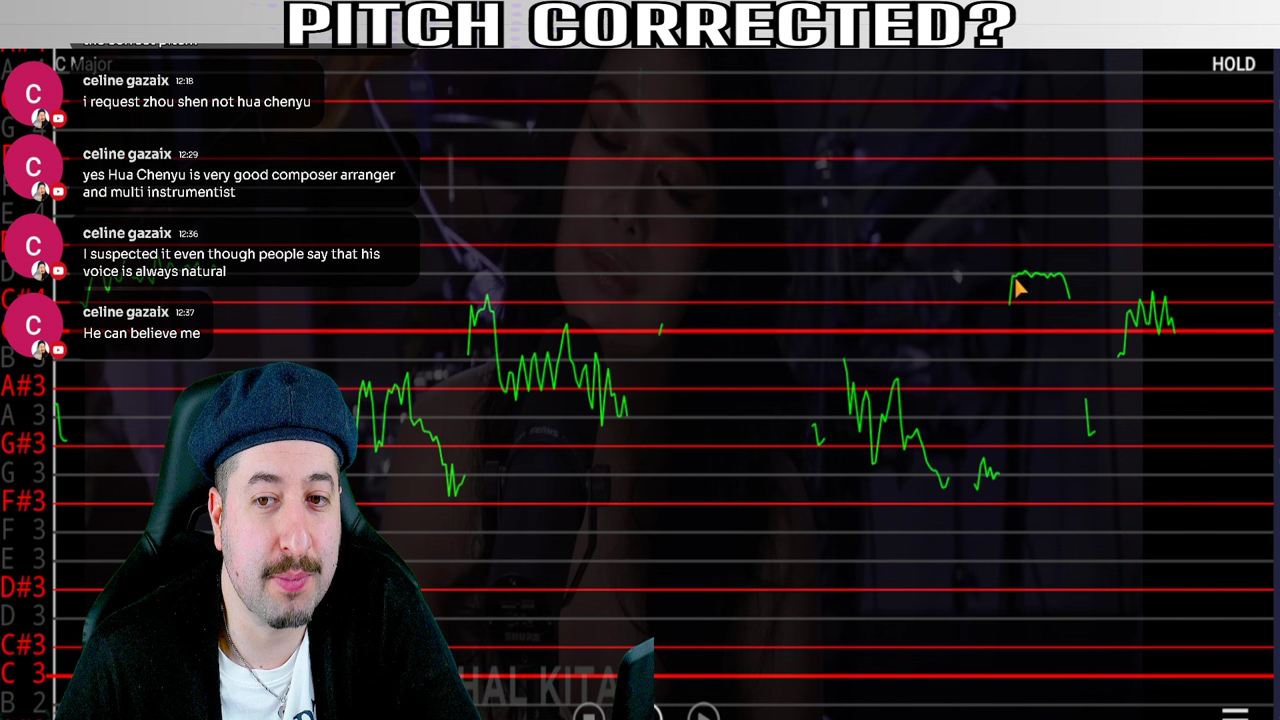 PITCH CORRECTED?
C Major
HOLD
celine gazaix 12:18
i request zhou shen not hua chenyu
celine gazaix 12:29
yes Hua Chenyu is very good composer arranger
and multi instrumentist
celine gazaix 12:36
I suspected it even though people say that his
voice is always natural
celine gazaix 12:37
He can believe me
C
C
C
C
B 3
A#3
A 3
G#3
G 3
F#3
F 3
E 3
D#3
D 3
C#3
C 3
B 2
HAL KITA